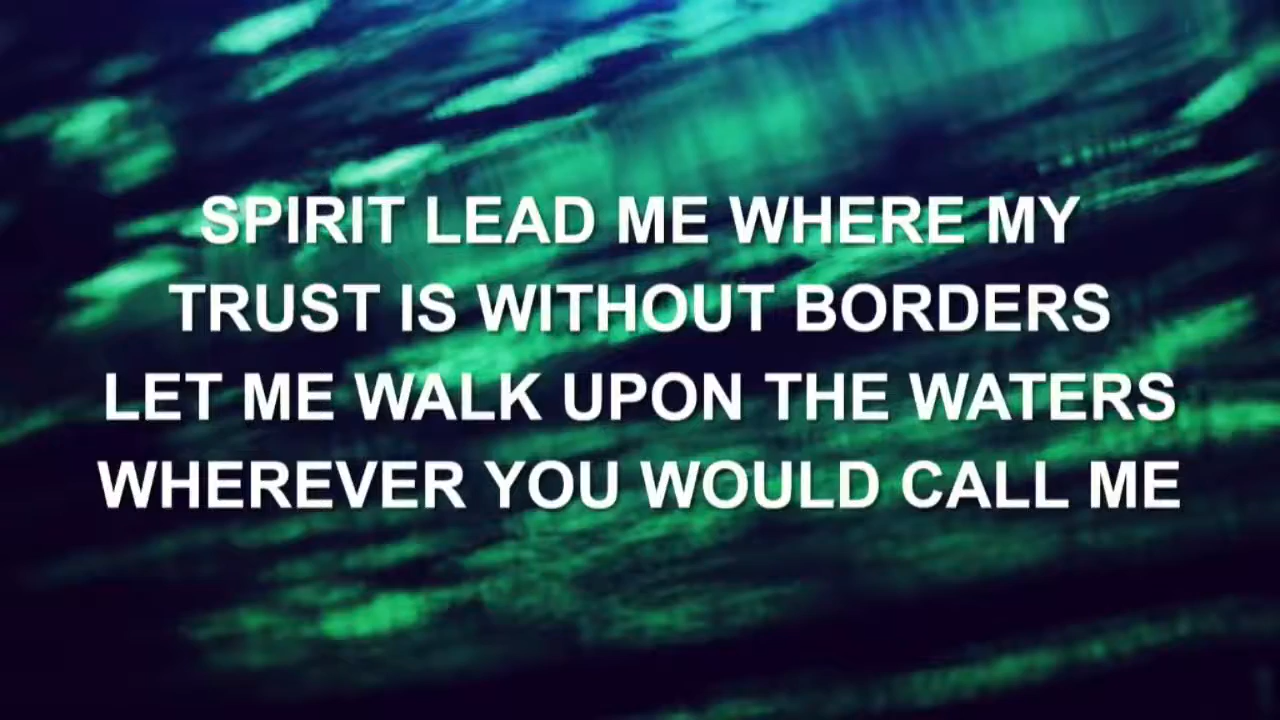 SPIRIT LEAD ME WHERE MY
TRUST IS WITHOUT BORDERS
LET ME WALK UPON THE WATERS
WHEREVER YOU WOULD CALL ME